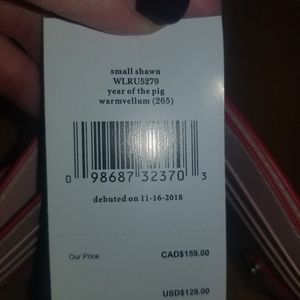 small shawn
WLRU5279
year of the pig
warmvellum (265)
0 98687 32370 3
debuted on 11-16-2018
Our Price CAD$159.00
USD$129.00